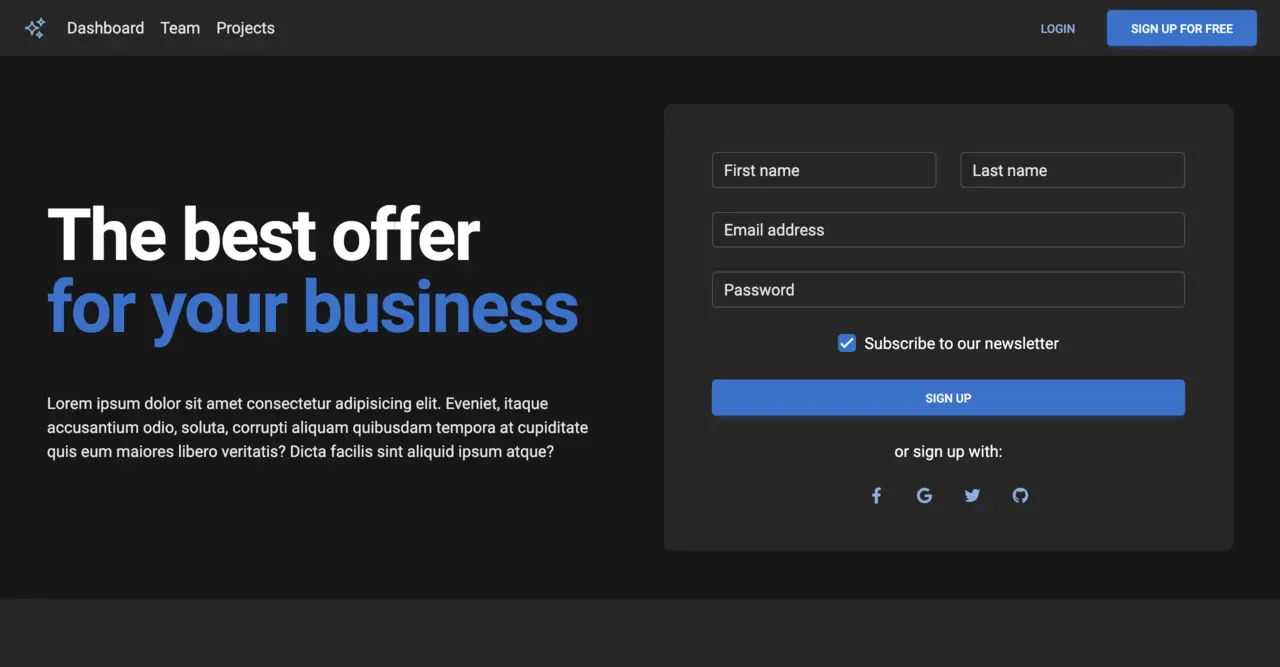 Dashboard Team Projects LOGIN SIGN UP FOR FREE
The best offer
for your business
Lorem ipsum dolor sit amet consectetur adipisicing elit. Eveniet, itaque
accusantium odio, soluta, corrupti aliquam quibusdam tempora at cupiditate
quis eum maiores libero veritatis? Dicta facilis sint aliquid ipsum atque?
First name Last name
Email address
Password
Subscribe to our newsletter
SIGN UP
or sign up with: